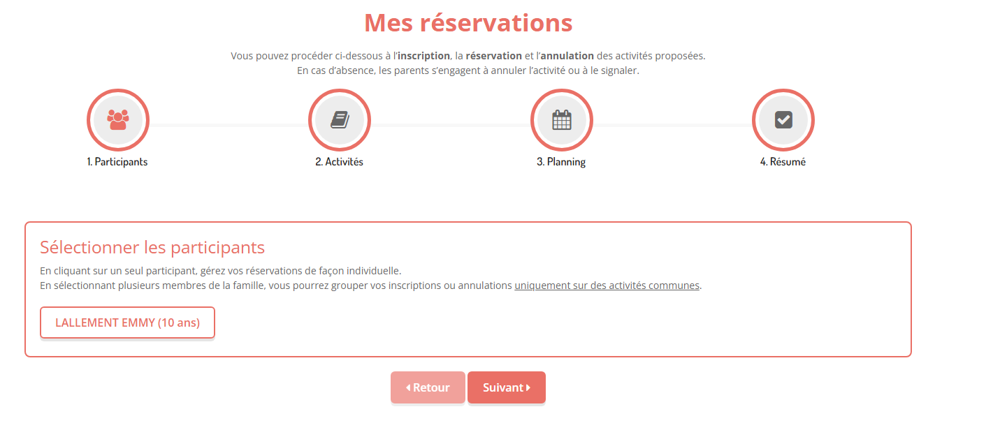 Mes réservations
Vous pouvez procéder ci-dessous à l’inscription, la réservation et l’annulation des activités proposées.
En cas d’absence, les parents s’engagent à annuler l’activité ou à le signaler.
1. Participants
2. Activités
3. Planning
4. Résumé
Sélectionner les participants
En cliquant sur un seul participant, gérez vos réservations de façon individuelle.
En sélectionnant plusieurs membres de la famille, vous pourrez grouper vos inscriptions ou annulations uniquement sur des activités communes.
LALLEMENT EMMY (10 ans)
Retour
Suivant